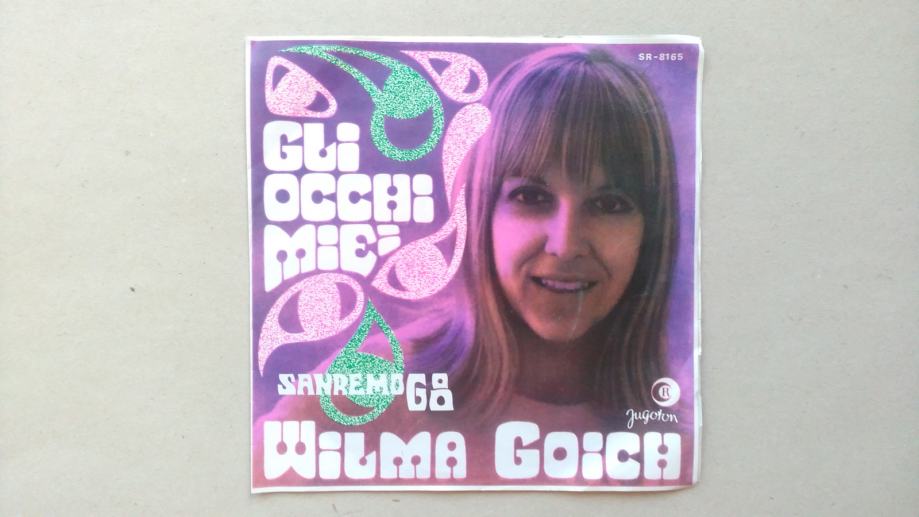 SR-8165
Gli
OCCHI
MiEi
SANREMO 68
Jugoton
WiLMA GOiCH